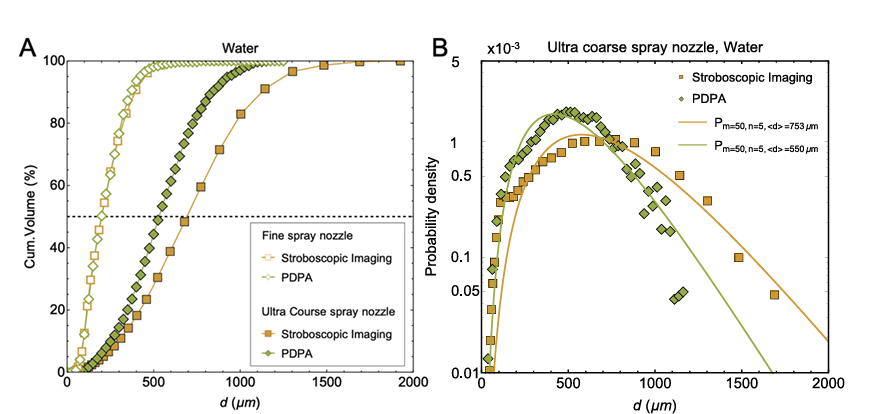 A
Water
100
80
60
40
20
0
Cum.Volume (%)
Fine spray nozzle
Stroboscopic Imaging
PDPA
Ultra Course spray nozzle
Stroboscopic Imaging
PDPA
0 500 1000 1500 2000
d (μm)
B
x10⁻³ Ultra coarse spray nozzle, Water
5
1
0.5
0.1
0.05
0.01
Probability density
Stroboscopic Imaging
PDPA
Pm=50, n=5, <d> =753 μm
Pm=50, n=5, <d> =550 μm
0 500 1000 1500 2000
d (μm)